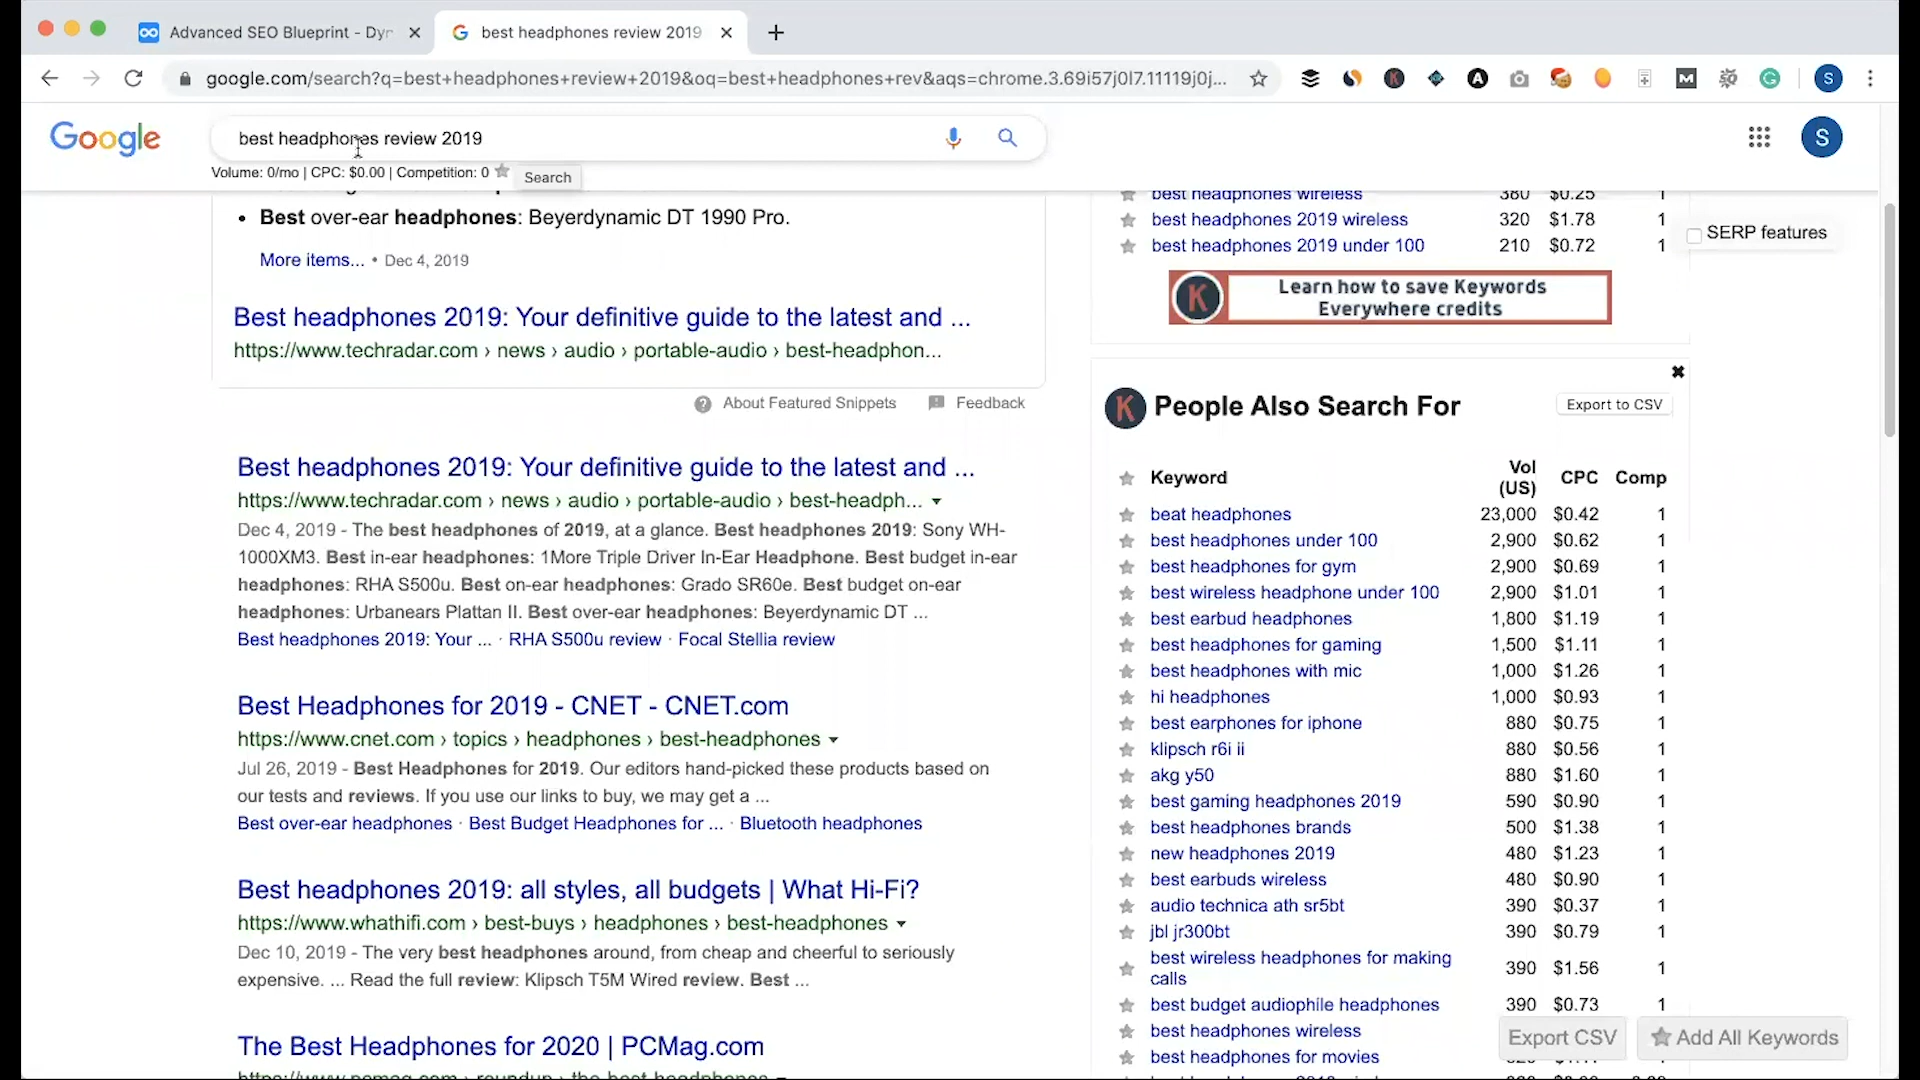 Advanced SEO Blueprint - Dyn
best headphones review 2019
google.com/search?q=best+headphones+review+2019&oq=best+headphones+rev&aqs=chrome.3.69i57j0l7.11119j0j...
S
Google
best headphones review 2019
S
Volume: 0/mo | CPC: $0.00 | Competition: 0
Search
• Best over-ear headphones: Beyerdynamic DT 1990 Pro.
More items... • Dec 4, 2019
Best headphones 2019: Your definitive guide to the latest and ...
https://www.techradar.com › news › audio › portable-audio › best-headphon...
About Featured Snippets
Feedback
Best headphones 2019: Your definitive guide to the latest and ...
https://www.techradar.com › news › audio › portable-audio › best-headph...
Dec 4, 2019 - The best headphones of 2019, at a glance. Best headphones 2019: Sony WH-
1000XM3. Best in-ear headphones: 1More Triple Driver In-Ear Headphone. Best budget in-ear
headphones: RHA S500u. Best on-ear headphones: Grado SR60e. Best budget on-ear
headphones: Urbanears Plattan II. Best over-ear headphones: Beyerdynamic DT ...
Best headphones 2019: Your ... · RHA S500u review · Focal Stellia review
Best Headphones for 2019 - CNET - CNET.com
https://www.cnet.com › topics › headphones › best-headphones
Jul 26, 2019 - Best Headphones for 2019. Our editors hand-picked these products based on
our tests and reviews. If you use our links to buy, we may get a ...
Best over-ear headphones · Best Budget Headphones for ... · Bluetooth headphones
Best headphones 2019: all styles, all budgets | What Hi-Fi?
https://www.whathifi.com › best-buys › headphones › best-headphones
Dec 10, 2019 - The very best headphones around, from cheap and cheerful to seriously
expensive. ... Read the full review: Klipsch T5M Wired review. Best ...
The Best Headphones for 2020 | PCMag.com
https://www.pcmag.com › roundup › the-best-headphones
best headphones wireless 380 $0.25 1
best headphones 2019 wireless 320 $1.78 1
best headphones 2019 under 100 210 $0.72 1
SERP features
K
Learn how to save Keywords
Everywhere credits
K People Also Search For
Export to CSV
Keyword Vol (US) CPC Comp
beat headphones 23,000 $0.42 1
best headphones under 100 2,900 $0.62 1
best headphones for gym 2,900 $0.69 1
best wireless headphone under 100 2,900 $1.01 1
best earbud headphones 1,800 $1.19 1
best headphones for gaming 1,500 $1.11 1
best headphones with mic 1,000 $1.26 1
hi headphones 1,000 $0.93 1
best earphones for iphone 880 $0.75 1
klipsch r6i ii 880 $0.56 1
akg y50 880 $1.60 1
best gaming headphones 2019 590 $0.90 1
best headphones brands 500 $1.38 1
new headphones 2019 480 $1.23 1
best earbuds wireless 480 $0.90 1
audio technica ath sr5bt 390 $0.37 1
jbl jr300bt 390 $0.79 1
best wireless headphones for making
calls 390 $1.56 1
best budget audiophile headphones 390 $0.73 1
best headphones wireless
best headphones for movies
Export CSV
Add All Keywords